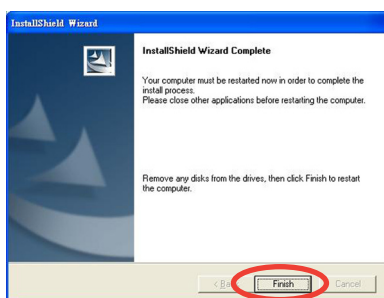 InstallShield Wizard
InstallShield Wizard Complete
Your computer must be restarted now in order to complete the
install process.
Please close other applications before restarting the computer.
Remove any disks from the drives, then click Finish to restart
the computer.
Finish
Cancel